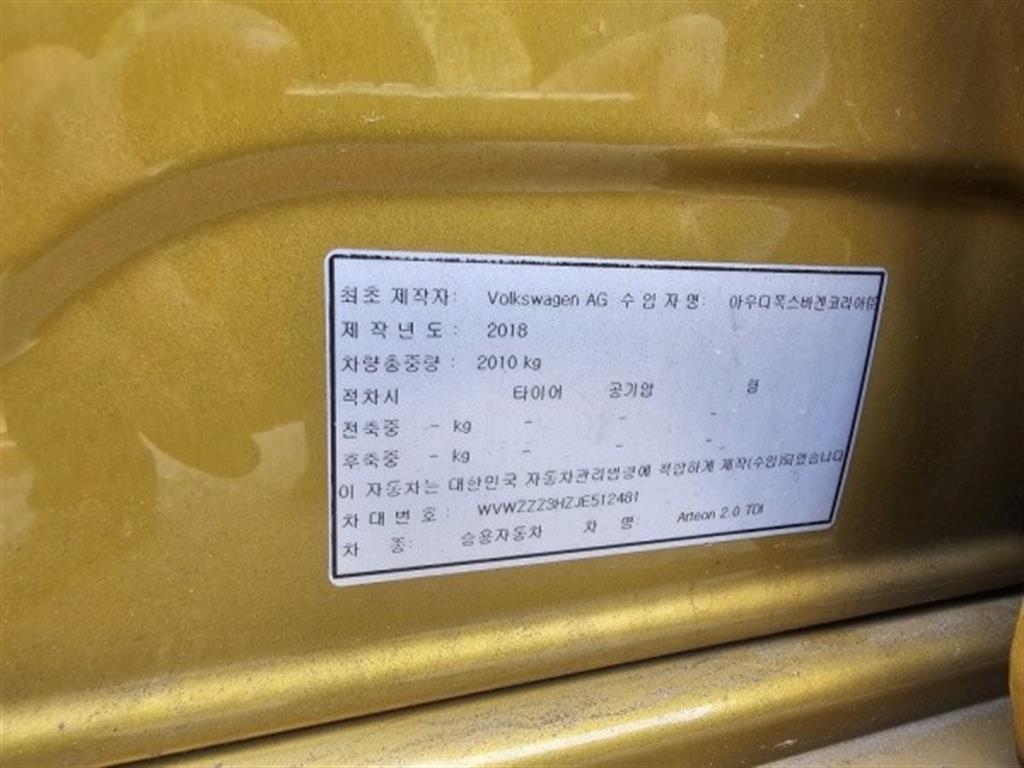 최초 제작자: Volkswagen AG 수 입 자 명: 아우디폭스바겐코리아㈜
제 작 년 도 : 2018
차량총중량 : 2010 kg
적차시 타이어 공기압 형
전축중 - kg - - -
후축중 - kg - - -
이 자동차는 대한민국 자동차관리법령에 적합하게 제작(수입)되었습니다
차 대 번 호 : WVWZZZ3HZJE512481
차 종: 승용자동차 차 명: Arteon 2.0 TDI